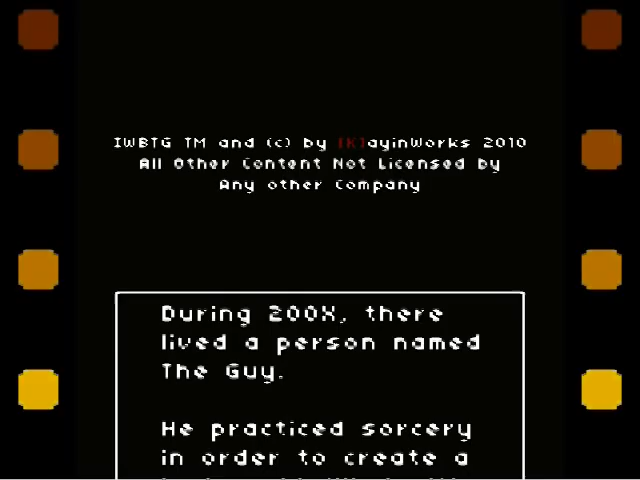 IWBTG TM and (c) by [K]ayinWorks 2010
All Other Content Not Licensed by
Any other Company
During 200X, there
lived a person named
The Guy.
He practiced sorcery
in order to create a